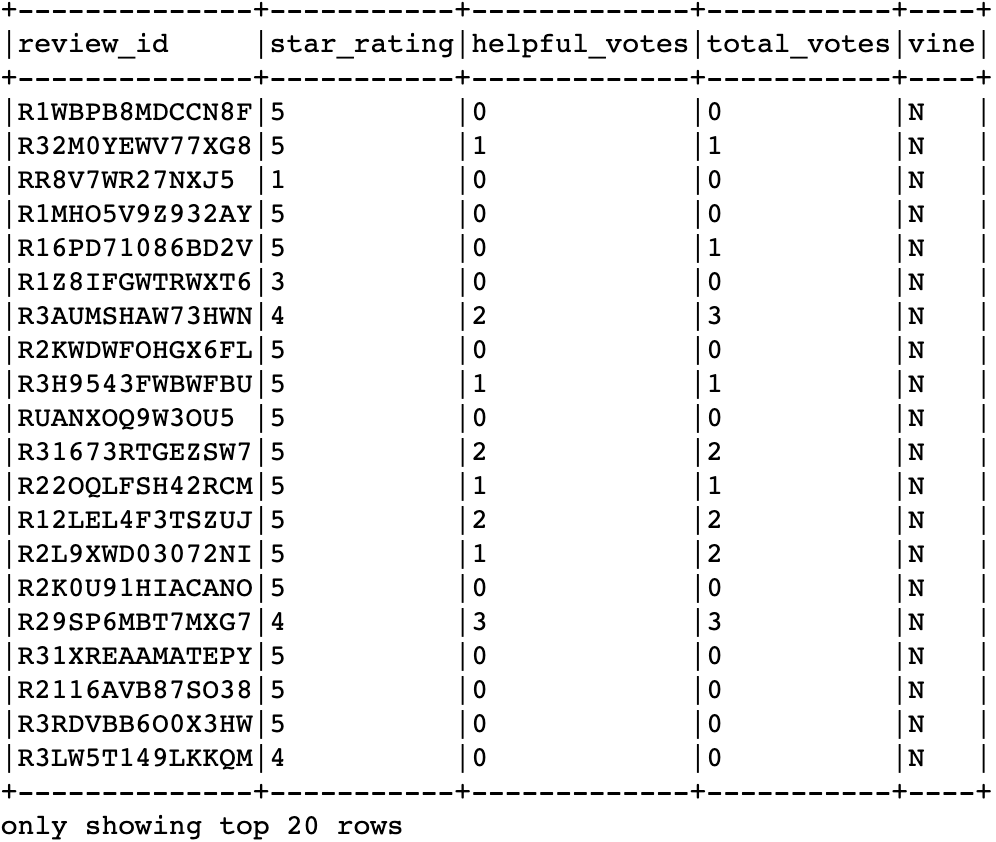 +--------------+-----------+-------------+-----------+----+
|review_id     |star_rating|helpful_votes|total_votes|vine|
+--------------+-----------+-------------+-----------+----+
|R1WBPB8MDCCN8F|5          |0            |0          |N   |
|R32M0YEWV77XG8|5          |1            |1          |N   |
|RR8V7WR27NXJ5 |1          |0            |0          |N   |
|R1MHO5V9Z932AY|5          |0            |0          |N   |
|R16PD71086BD2V|5          |0            |1          |N   |
|R1Z8IFGWTRWXT6|3          |0            |0          |N   |
|R3AUMSHAW73HWN|4          |2            |3          |N   |
|R2KWDWFOHGX6FL|5          |0            |0          |N   |
|R3H9543FWBWFBU|5          |1            |1          |N   |
|RUANXOQ9W3OU5 |5          |0            |0          |N   |
|R31673RTGEZSW7|5          |2            |2          |N   |
|R22OQLFSH42RCM|5          |1            |1          |N   |
|R12LEL4F3TSZUJ|5          |2            |2          |N   |
|R2L9XWD03072NI|5          |1            |2          |N   |
|R2K0U91HIACANO|5          |0            |0          |N   |
|R29SP6MBT7MXG7|4          |3            |3          |N   |
|R31XREAAMATEPY|5          |0            |0          |N   |
|R2116AVB87SO38|5          |0            |0          |N   |
|R3RDVBB6O0X3HW|5          |0            |0          |N   |
|R3LW5T149LKKQM|4          |0            |0          |N   |
+--------------+-----------+-------------+-----------+----+
only showing top 20 rows